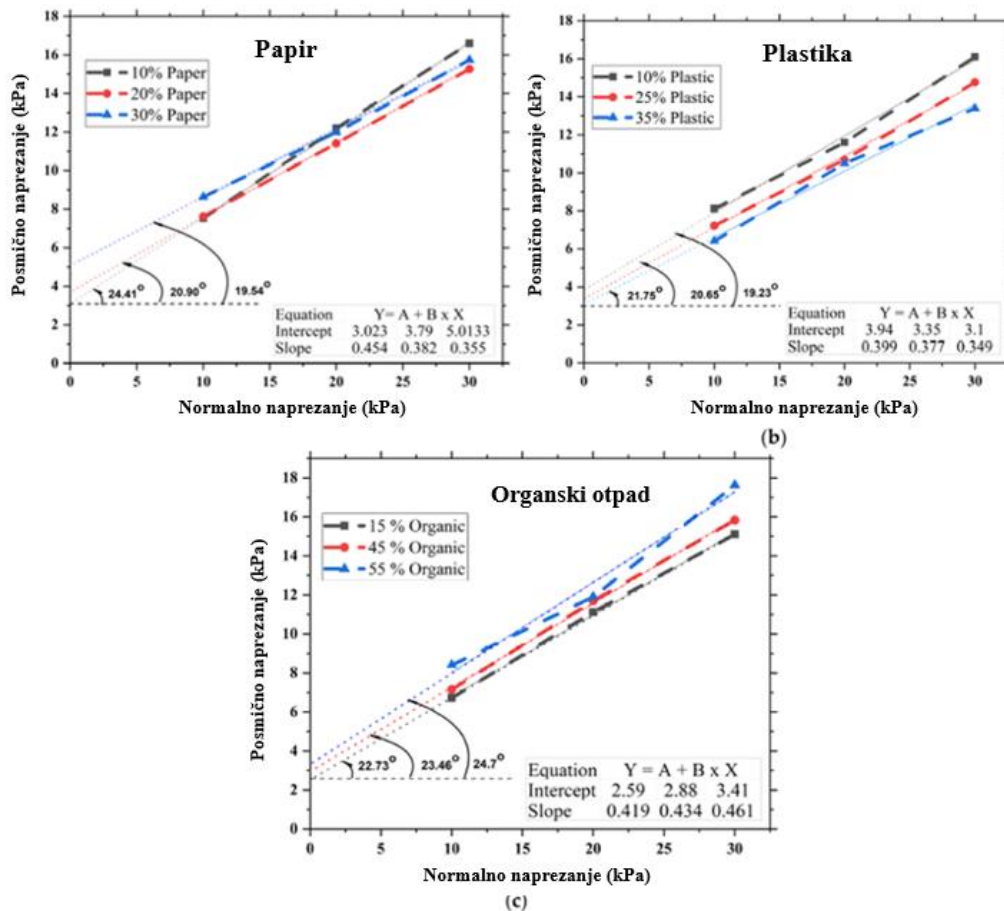 Papir
10% Paper
20% Paper
30% Paper
Posmično naprezanje (kPa)
18
16
14
12
10
8
6
4
2
0
24.41° 20.90° 19.54°
Equation Y= A + B x X
Intercept 3.023 3.79 5.0133
Slope 0.454 0.382 0.355
0 5 10 15 20 25 30
Normalno naprezanje (kPa)
Plastika
10% Plastic
25% Plastic
35% Plastic
Posmično naprezanje (kPa)
18
16
14
12
10
8
6
4
2
0
21.75° 20.65° 19.23°
Equation Y= A + B x X
Intercept 3.94 3.35 3.1
Slope 0.399 0.377 0.349
0 5 10 15 20 25 30
Normalno naprezanje (kPa)
(b)
Organski otpad
15 % Organic
45 % Organic
55 % Organic
Posmično naprezanje (kPa)
18
16
14
12
10
8
6
4
2
0
22.73° 23.46° 24.7°
Equation Y = A + B x X
Intercept 2.59 2.88 3.41
Slope 0.419 0.434 0.461
0 5 10 15 20 25 30
Normalno naprezanje (kPa)
(c)